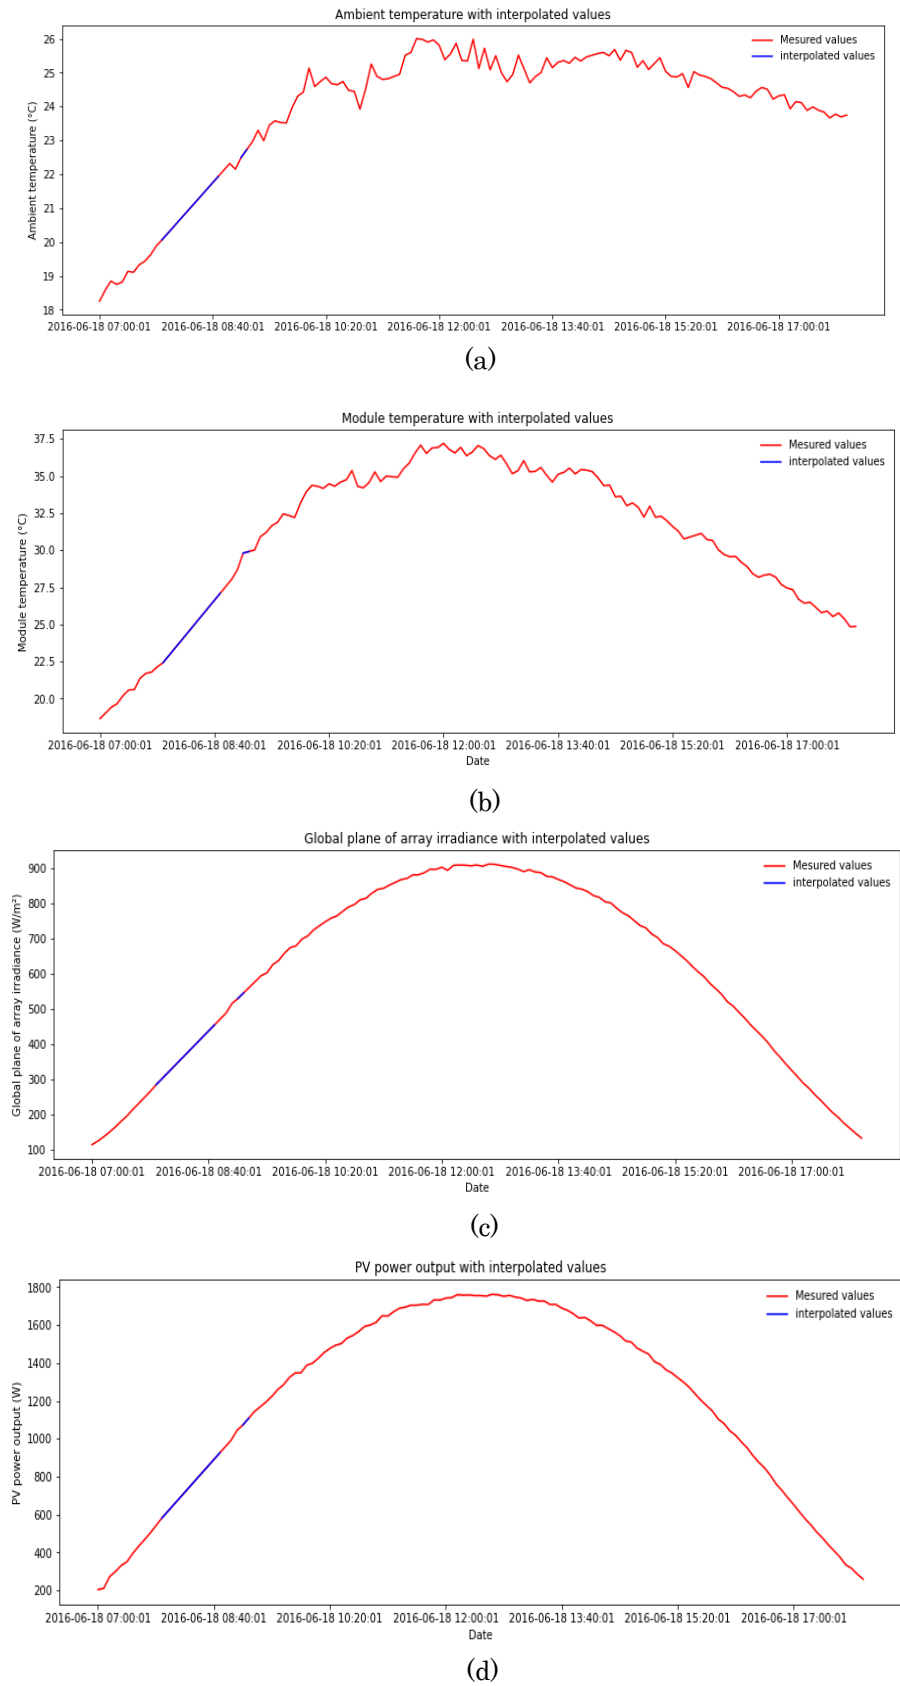 Ambient temperature with interpolated values
26
25
24
23
22
21
20
19
18
Ambient temperature (°C)
Mesured values
interpolated values
2016-06-18 07:00:01 2016-06-18 08:40:01 2016-06-18 10:20:01 2016-06-18 12:00:01 2016-06-18 13:40:01 2016-06-18 15:20:01 2016-06-18 17:00:01
(a)
Module temperature with interpolated values
37.5
35.0
32.5
30.0
27.5
25.0
22.5
20.0
Module temperature (°C)
Mesured values
interpolated values
2016-06-18 07:00:01 2016-06-18 08:40:01 2016-06-18 10:20:01 2016-06-18 12:00:01 2016-06-18 13:40:01 2016-06-18 15:20:01 2016-06-18 17:00:01
Date
(b)
Global plane of array irradiance with interpolated values
900
800
700
600
500
400
300
200
100
Global plane of array irradiance (W/m²)
Mesured values
interpolated values
2016-06-18 07:00:01 2016-06-18 08:40:01 2016-06-18 10:20:01 2016-06-18 12:00:01 2016-06-18 13:40:01 2016-06-18 15:20:01 2016-06-18 17:00:01
Date
(c)
PV power output with interpolated values
1800
1600
1400
1200
1000
800
600
400
200
PV power output (W)
Mesured values
interpolated values
2016-06-18 07:00:01 2016-06-18 08:40:01 2016-06-18 10:20:01 2016-06-18 12:00:01 2016-06-18 13:40:01 2016-06-18 15:20:01 2016-06-18 17:00:01
Date
(d)